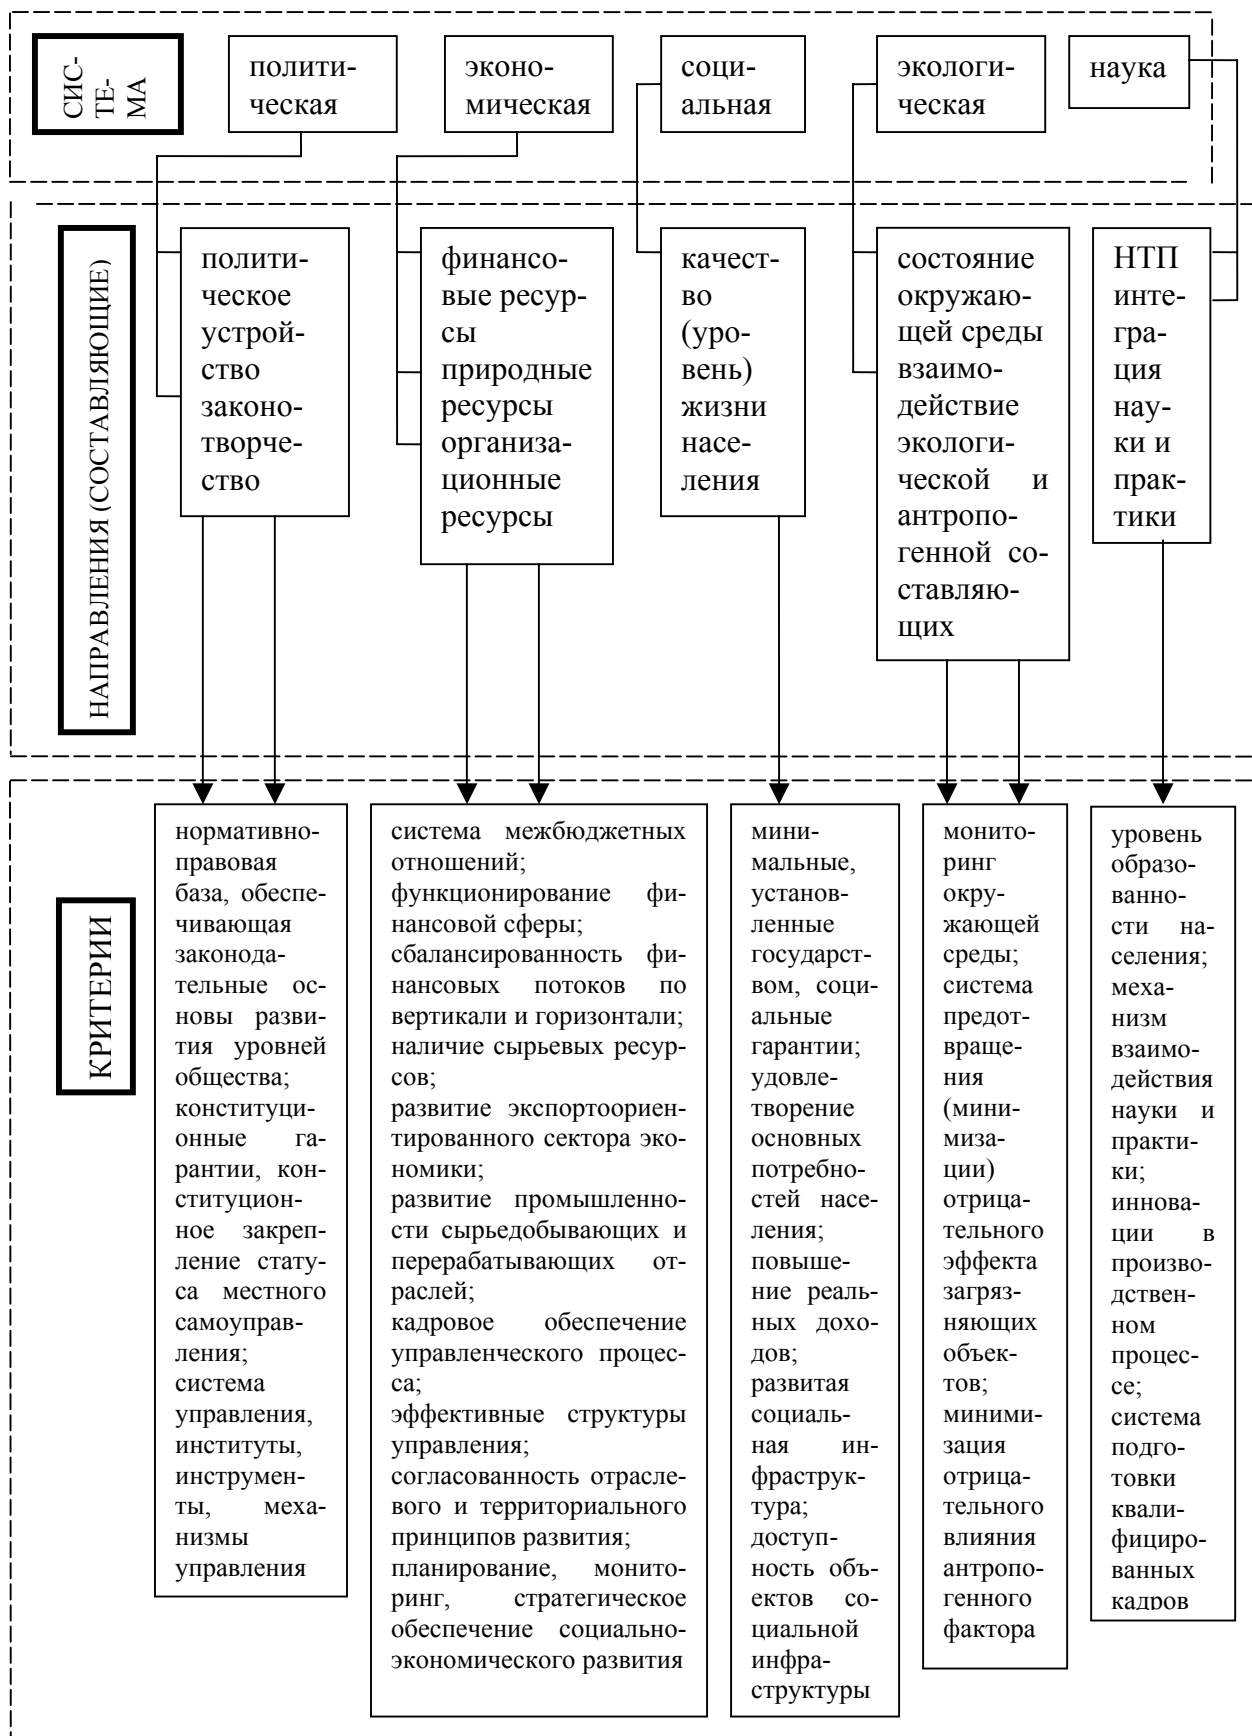 СИС-
ТЕ-
МА
полити-
ческая
эконо-
мическая
соци-
альная
экологи-
ческая
наука
НАПРАВЛЕНИЯ (СОСТАВЛЯЮЩИЕ)
полити-
ческое
устрой-
ство
законо-
творче-
ство
финансо-
вые ресур-
сы
природные
ресурсы
организа-
ционные
ресурсы
качест-
во
(уро-
вень)
жизни
насе-
ления
состояние
окружаю-
щей среды
взаимо-
действие
экологи-
ческой и
антропо-
генной со-
ставляю-
щих
НТП
инте-
гра-
ция
нау-
ки и
прак-
тики
КРИТЕРИИ
нормативно-
правовая
база, обеспе-
чивающая
законода-
тельные ос-
новы разви-
тия уровней
общества;
конституци-
онные га-
рантии, кон-
ституцион-
ное закреп-
ление стату-
са местного
самоуправ-
ления;
система
управления,
институты,
инструмен-
ты, меха-
низмы
управления
система межбюджетных
отношений;
функционирование фи-
нансовой сферы;
сбалансированность фи-
нансовых потоков по
вертикали и горизонтали;
наличие сырьевых ресур-
сов;
развитие экспортоориен-
тированного сектора эко-
номики;
развитие промышленно-
сти сырьедобывающих и
перерабатывающих от-
раслей;
кадровое обеспечение
управленческого процес-
са;
эффективные структуры
управления;
согласованность отрасле-
вого и территориального
принципов развития;
планирование, монито-
ринг, стратегическое
обеспечение социально-
экономического развития
мини-
мальные,
установ-
ленные
государст-
вом, соци-
альные
гарантии;
удовле-
творение
основных
потребно-
стей насе-
ления;
повыше-
ние реаль-
ных дохо-
дов;
развитая
социаль-
ная ин-
фраструк-
тура;
доступ-
ность объ-
ектов со-
циальной
инфра-
структуры
монито-
ринг
окру-
жающей
среды;
система
предот-
враще-
ния
(мини-
миза-
ции)
отрица-
тельного
эффекта
загряз-
няющих
объек-
тов;
миними-
зация
отрица-
тельного
влияния
антропо-
генного
фактора
уровень
образо-
ванно-
сти на-
селения;
меха-
низм
взаимо-
действия
науки и
практи-
ки;
иннова-
ции в
произво-
дствен-
ном
процес-
се;
система
подго-
товки
квали-
фициро-
ванных
кадров